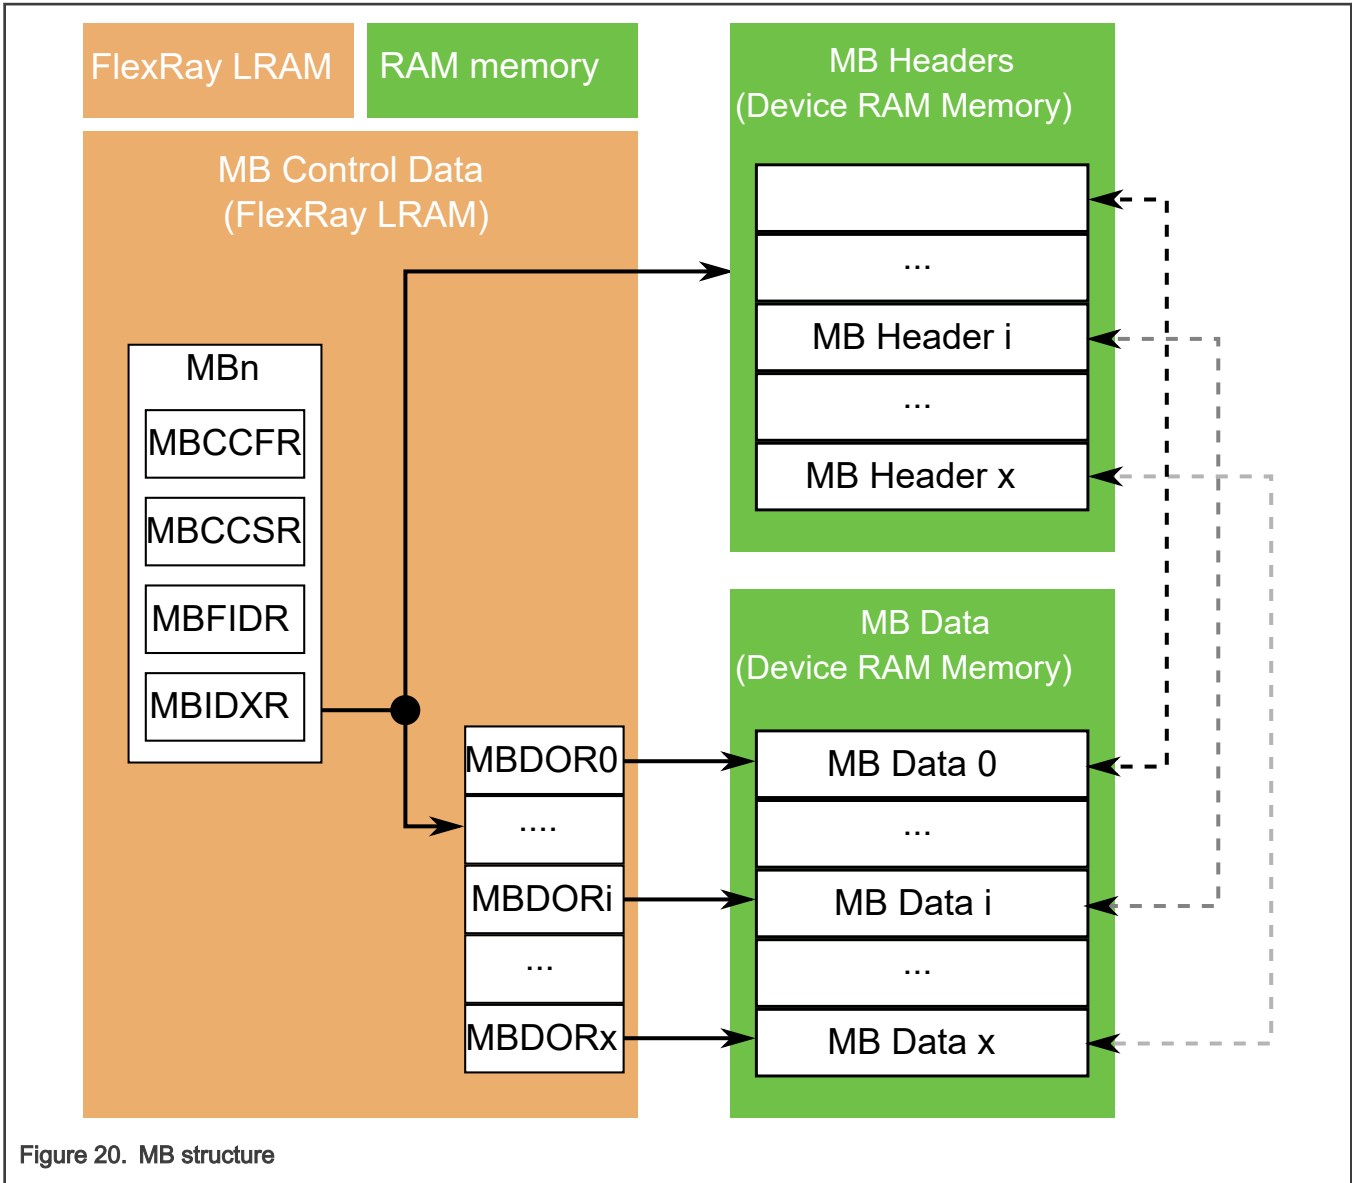 FlexRay LRAM
RAM memory
MB Control Data
(FlexRay LRAM)
MBn
MBCCFR
MBCCSR
MBFIDR
MBIDXR
MBDOR0
....
MBDORi
...
MBDORx
MB Headers
(Device RAM Memory)
...
MB Header i
...
MB Header x
MB Data
(Device RAM Memory)
MB Data 0
...
MB Data i
...
MB Data x
Figure 20. MB structure